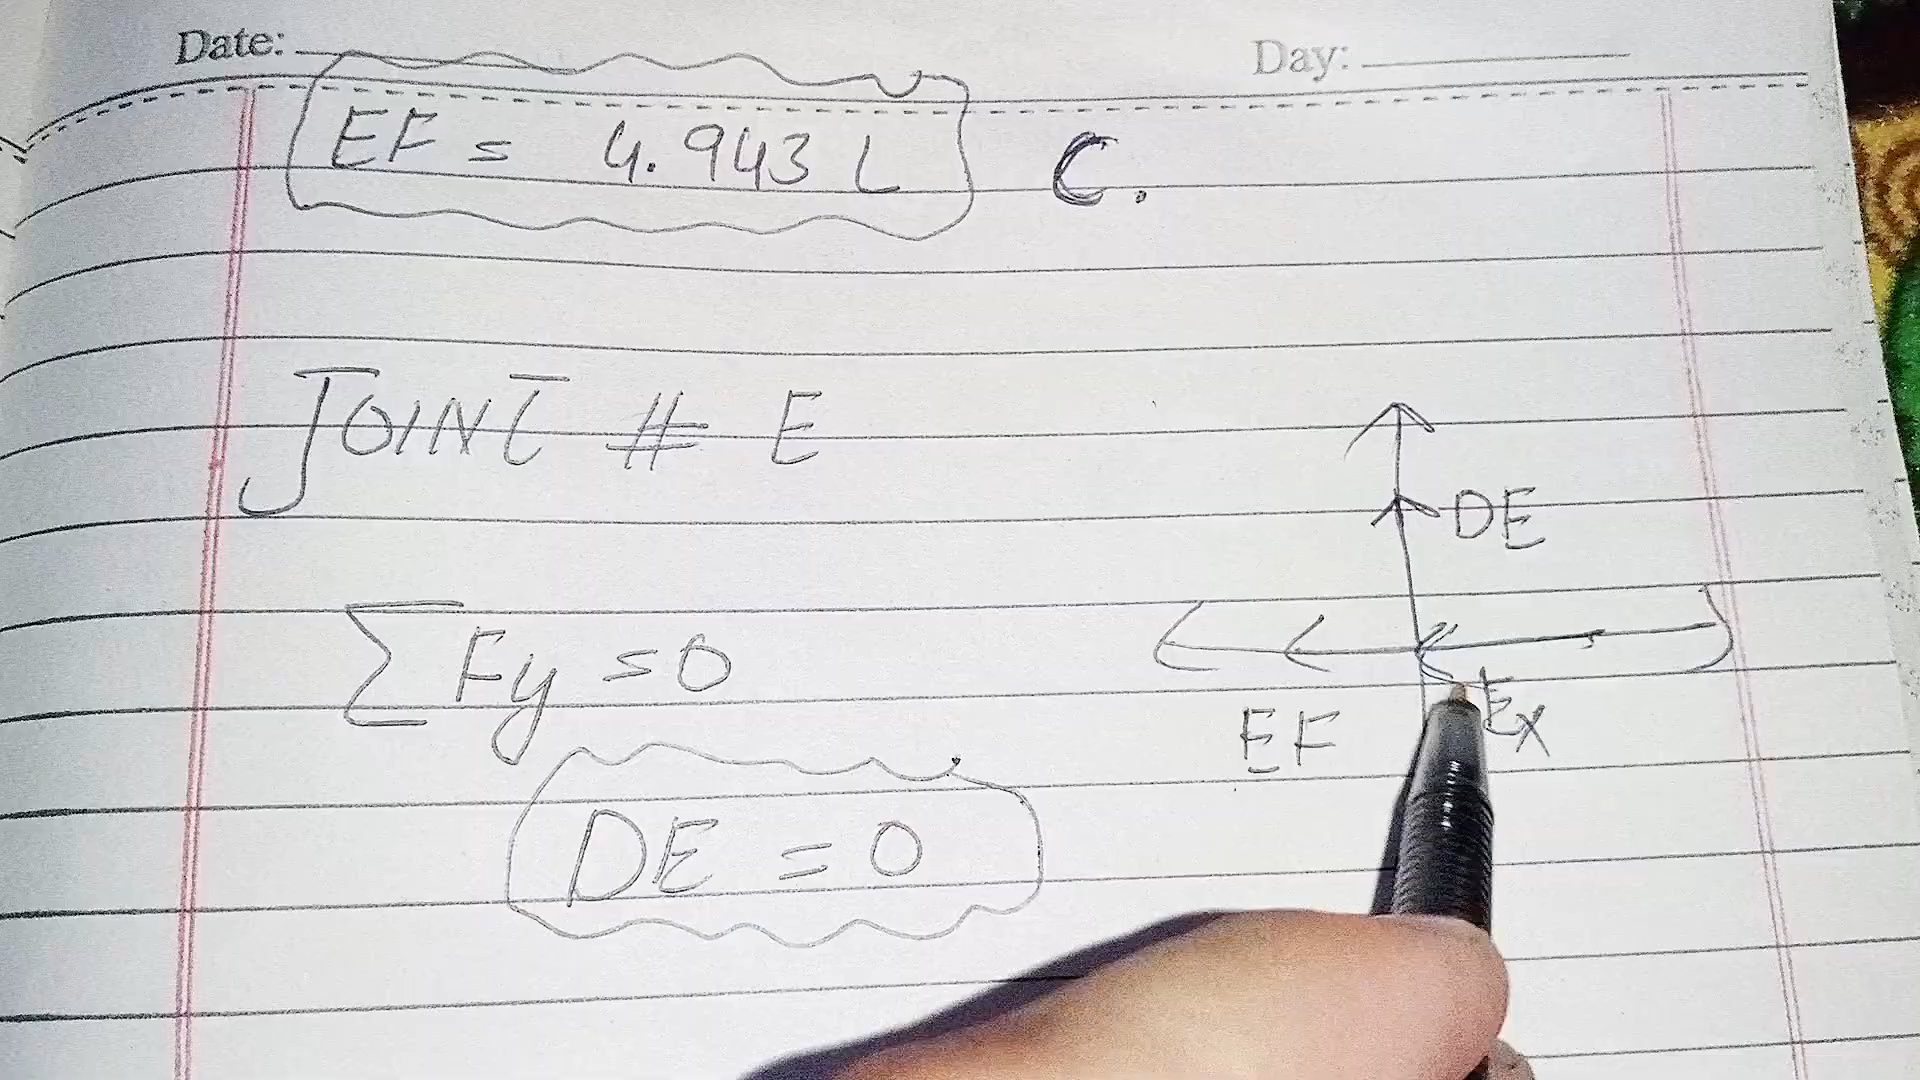 Date: Day:
EF = 4.943 L C.
JOINT # E
DE
ΣFy = 0
EF Ex
DE = 0